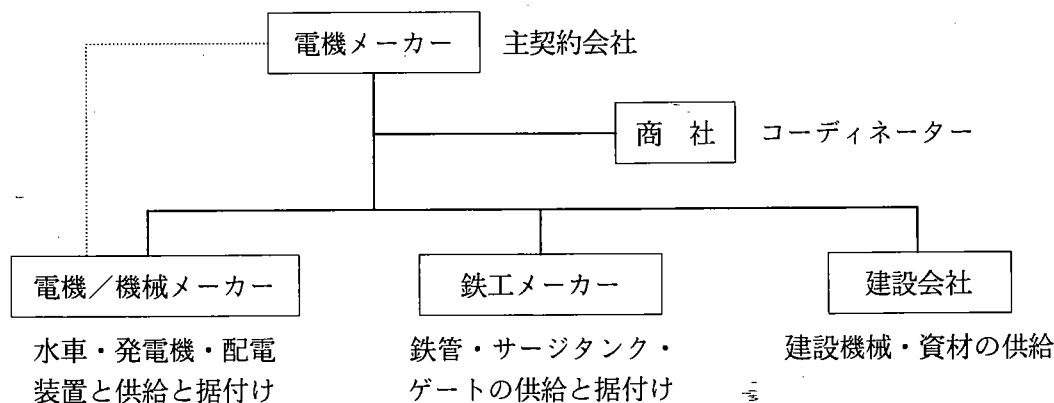 電機メーカー 主契約会社
商 社 コーディネーター
電機／機械メーカー 鉄工メーカー 建設会社
水車・発電機・配電 鉄管・サージタンク・ 建設機械・資材の供給
装置と供給と据付け ゲートの供給と据付け